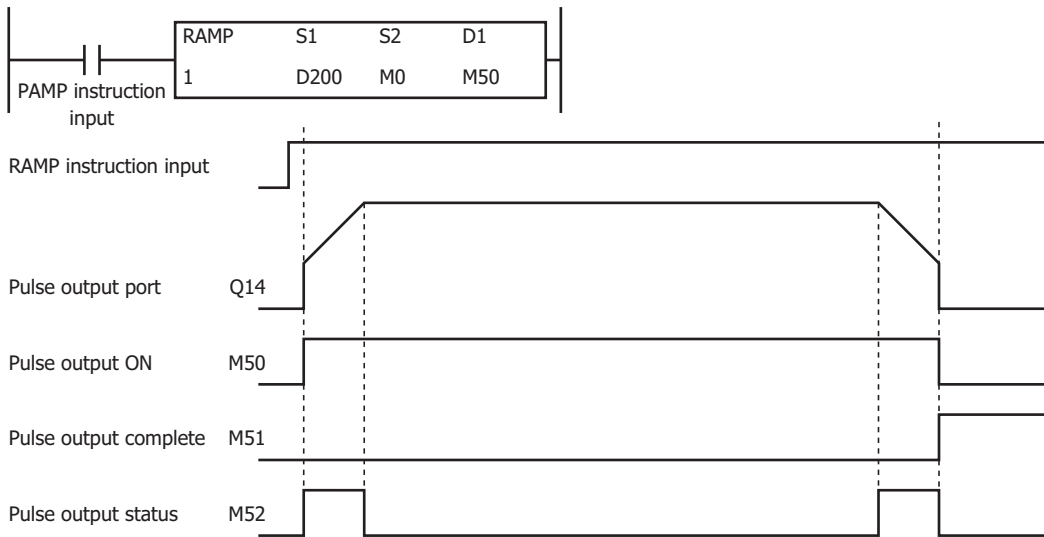 RAMP S1 S2 D1
1 D200 M0 M50
PAMP instruction
input
RAMP instruction input
Pulse output port Q14
Pulse output ON M50
Pulse output complete M51
Pulse output status M52